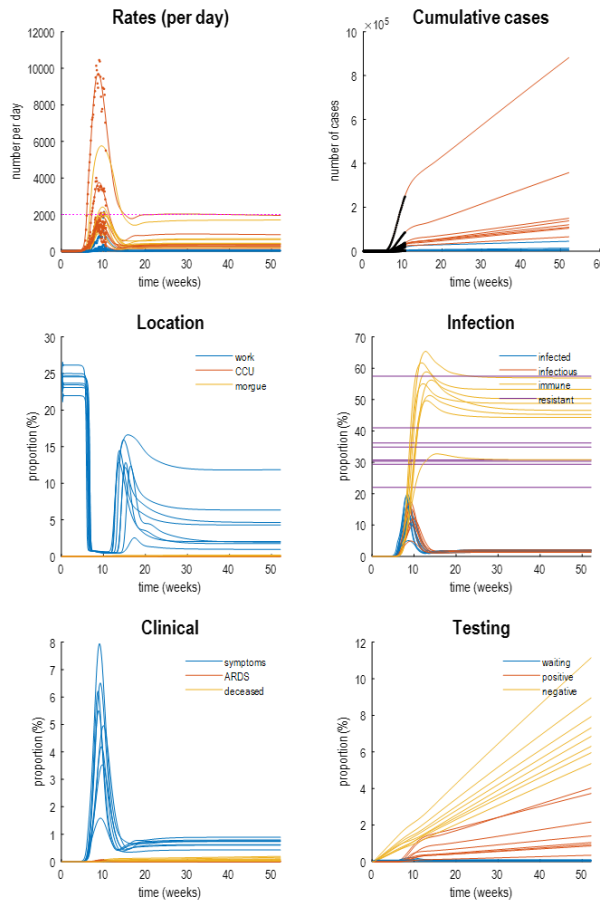 Rates (per day)
number per day
12000
10000
8000
6000
4000
2000
0
0 10 20 30 40 50
time (weeks)
Cumulative cases
×10⁵
number of cases
10
8
6
4
2
0
0 10 20 30 40 50 60
time (weeks)
Location
proportion (%)
30
25
20
15
10
5
0
work
CCU
morgue
0 10 20 30 40 50
time (weeks)
Infection
proportion (%)
70
60
50
40
30
20
10
0
infected
infectious
immune
resistant
0 10 20 30 40 50
time (weeks)
Clinical
proportion (%)
8
7
6
5
4
3
2
1
0
symptoms
ARDS
deceased
0 10 20 30 40 50
time (weeks)
Testing
proportion (%)
12
10
8
6
4
2
0
waiting
positive
negative
0 10 20 30 40 50
time (weeks)